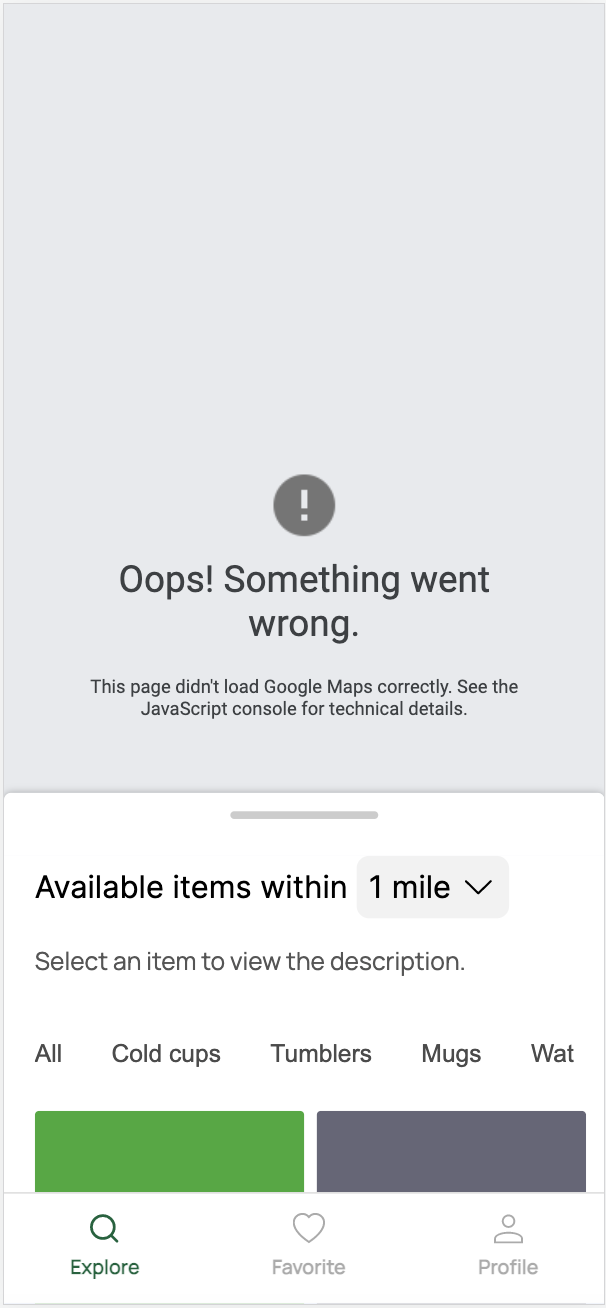 Oops! Something went
wrong.
This page didn't load Google Maps correctly. See the
JavaScript console for technical details.
Available items within 1 mile
Select an item to view the description.
All Cold cups Tumblers Mugs Wat
Explore Favorite Profile